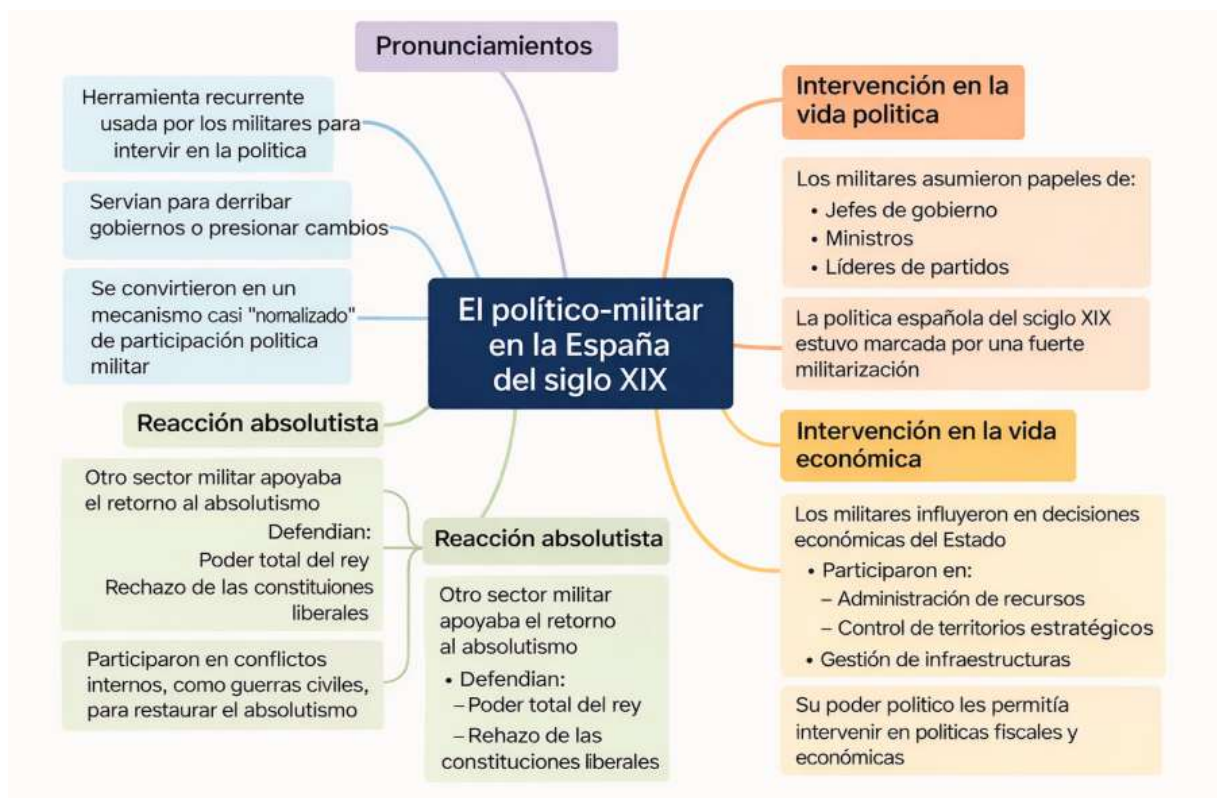 Pronunciamientos
Herramienta recurrente
usada por los militares para
intervir en la politica
Servian para derribar
gobiernos o presionar cambios
Se convirtieron en un
mecanismo casi "nomalizado"
de participación politica
militar
El político-militar
en la España
del siglo XIX
Intervención en la
vida politica
Los militares asumieron papeles de:
• Jefes de gobierno
• Ministros
• Líderes de partidos
La politica española del sciglo XIX
estuvo marcada por una fuerte
militarización
Intervención en la vida
económica
Los militares influyeron en decisiones
económicas del Estado
• Participaron en:
– Administración de recursos
– Control de territorios estratégicos
• Gestión de infraestructuras
Su poder politico les permitía
intervenir en politicas fiscales y
económicas
Reacción absolutista
Otro sector militar apoyaba
el retorno al absolutismo
Defendian:
Poder total del rey
Rechazo de las constituiones
liberales
Participaron en conflictos
internos, como guerras civiles,
para restaurar el absolutismo
Reacción absolutista
Otro sector militar
apoyaba el retorno
al absolutismo
• Defendian:
– Poder total del rey
– Rehazo de las
constituciones liberales